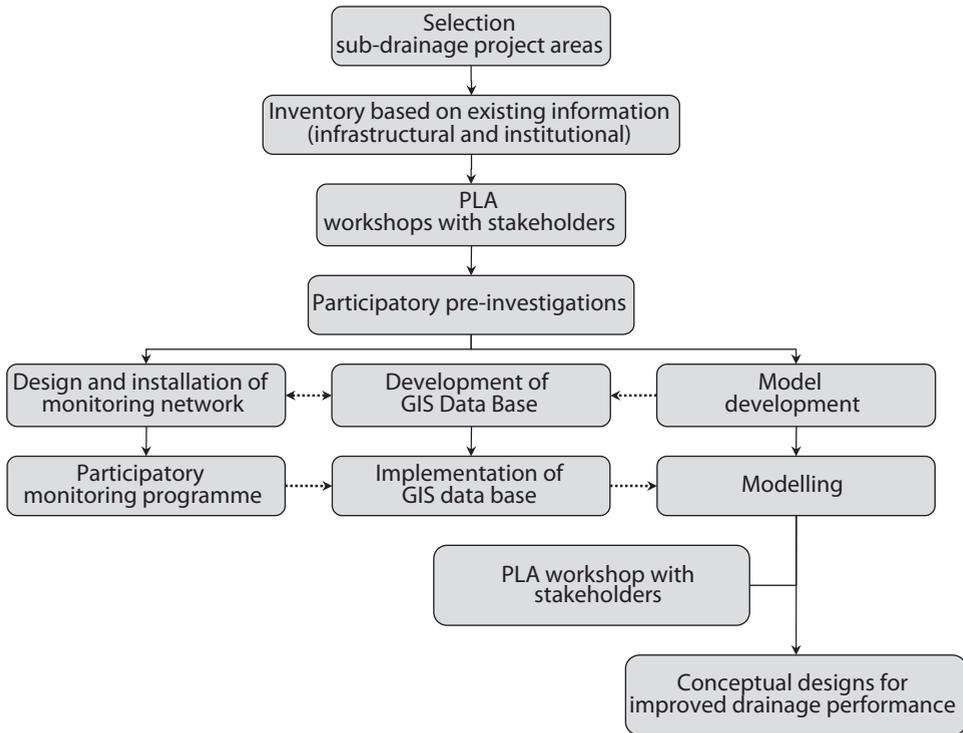 Selection
sub-drainage project areas
Inventory based on existing information
(infrastructural and institutional)
PLA
workshops with stakeholders
Participatory pre-investigations
Design and installation of
monitoring network
Development of
GIS Data Base
Model
development
Participatory
monitoring programme
Implementation of
GIS data base
Modelling
PLA workshop with
stakeholders
Conceptual designs for
improved drainage performance